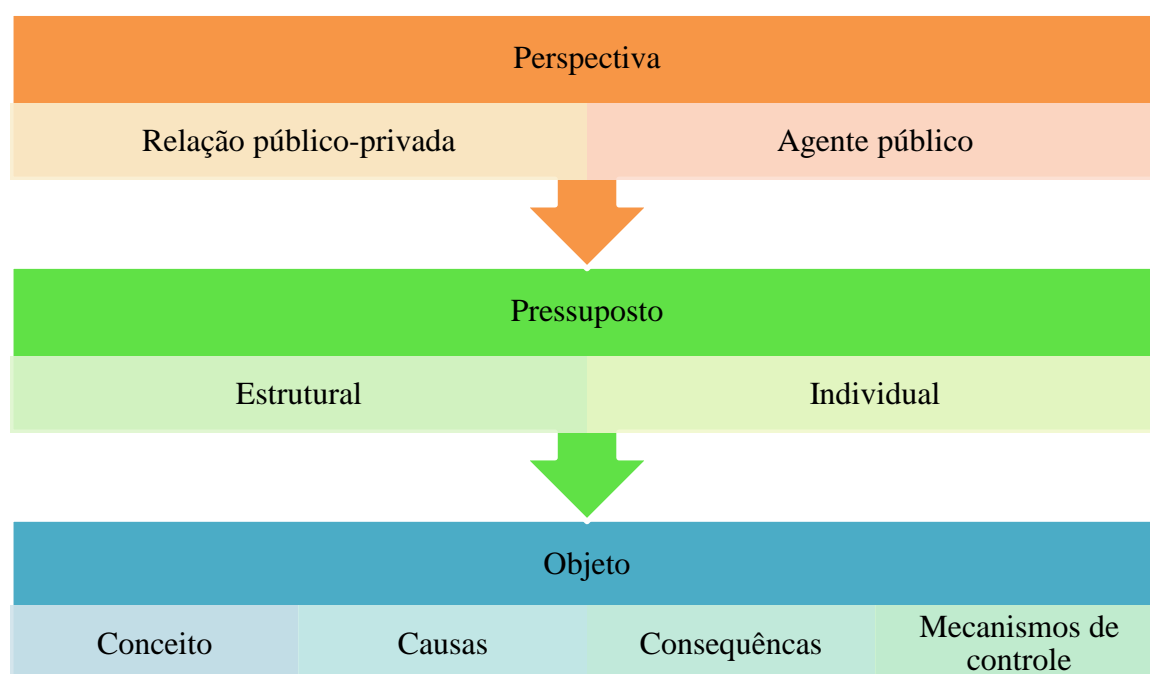 Perspectiva
Relação público-privada
Agente público
Pressuposto
Estrutural
Individual
Objeto
Conceito
Causas
Consequêncas
Mecanismos de
controle